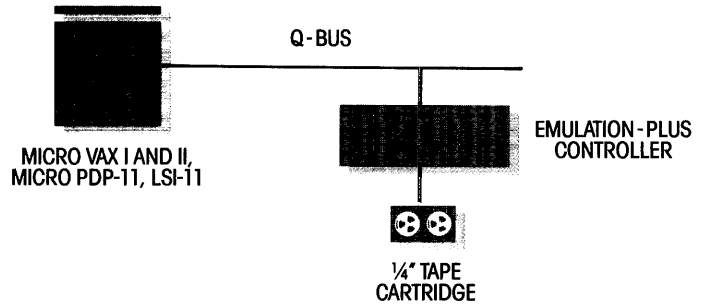 Q-BUS
EMULATION-PLUS
CONTROLLER
MICRO VAX I AND II,
MICRO PDP-11, LSI-11
¼" TAPE
CARTRIDGE